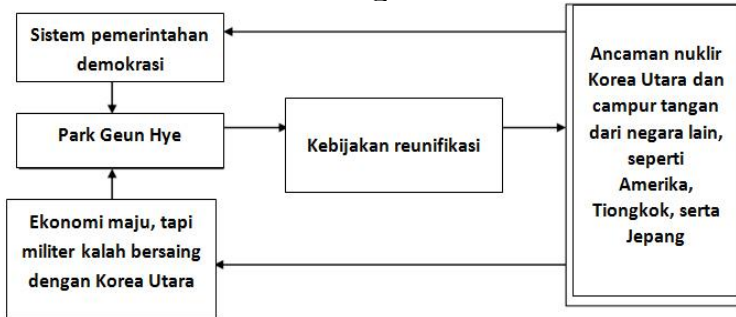 Sistem pemerintahan
demokrasi
Park Geun Hye
Ekonomi maju, tapi
militer kalah bersaing
dengan Korea Utara
Kebijakan reunifikasi
Ancaman nuklir
Korea Utara dan
campur tangan
dari negara lain,
seperti
Amerika,
Tiongkok, serta
Jepang